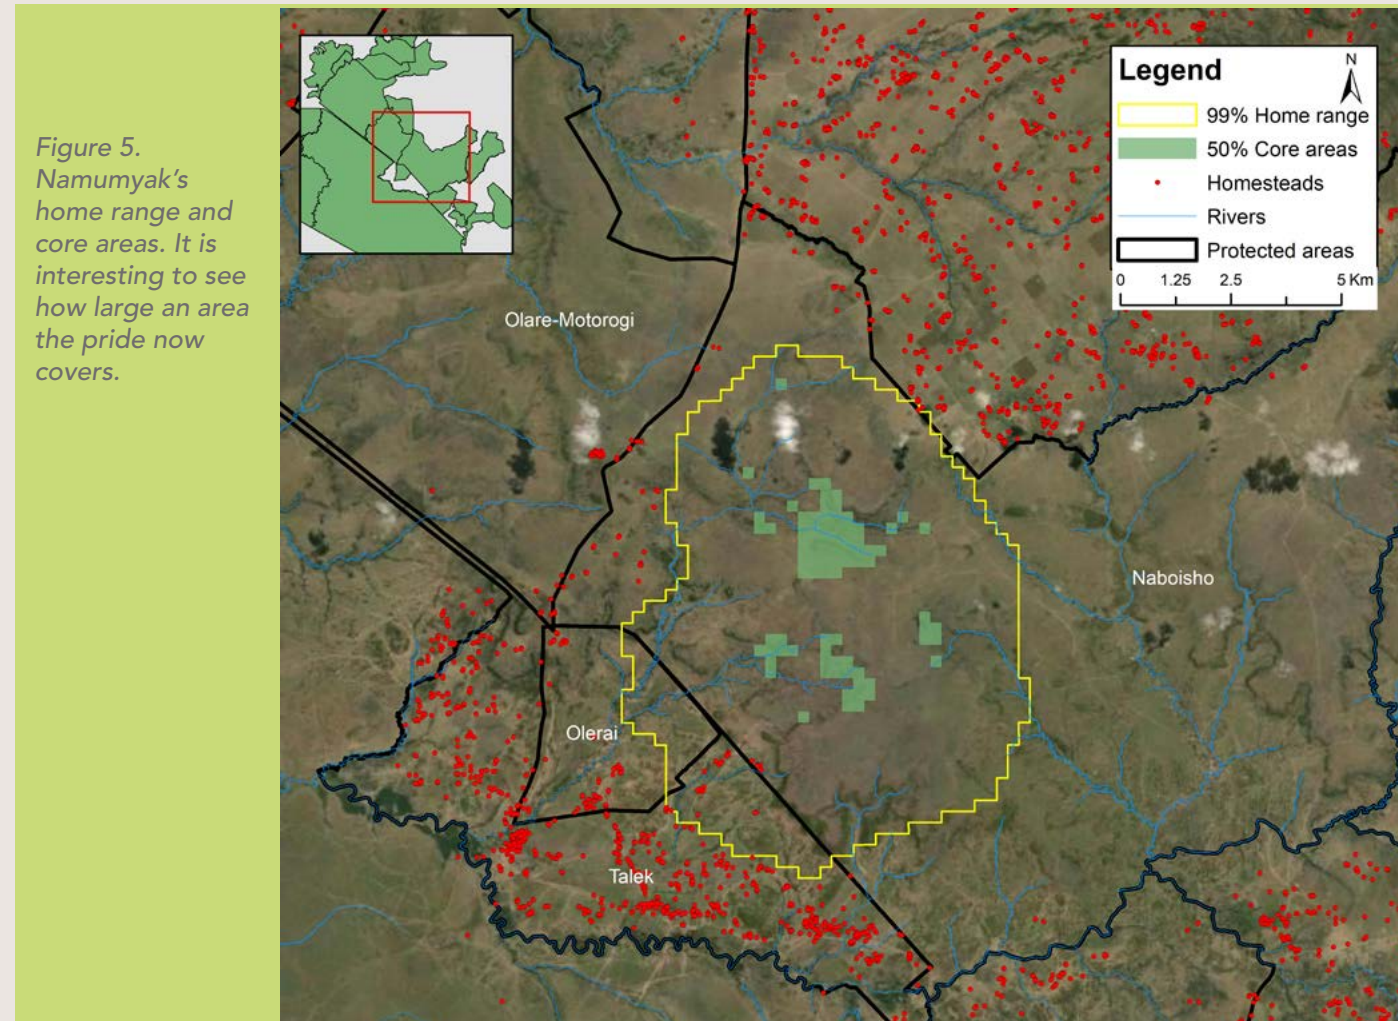 Figure 5.
Namumyak’s
home range and
core areas. It is
interesting to see
how large an area
the pride now
covers.
Legend
N
99% Home range
50% Core areas
Homesteads
Rivers
Protected areas
0 1.25 2.5 5 Km
Olare-Motorogi
Naboisho
Olerai
Talek